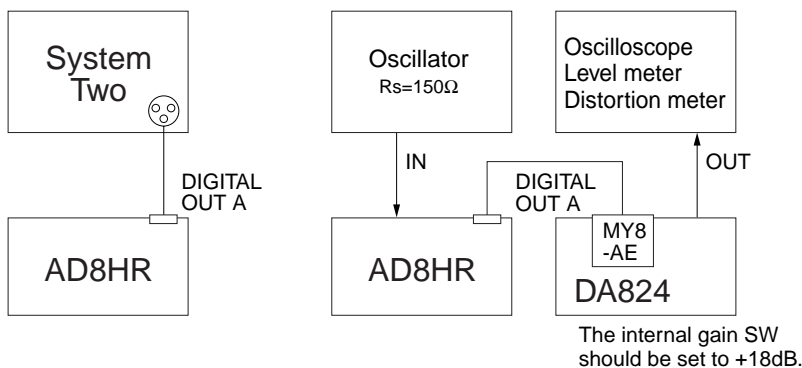 System
Two
DIGITAL
OUT A
AD8HR
Oscillator
Rs=150Ω
IN
DIGITAL
OUT A
AD8HR
Oscilloscope
Level meter
Distortion meter
OUT
MY8
-AE
DA824
The internal gain SW
should be set to +18dB.